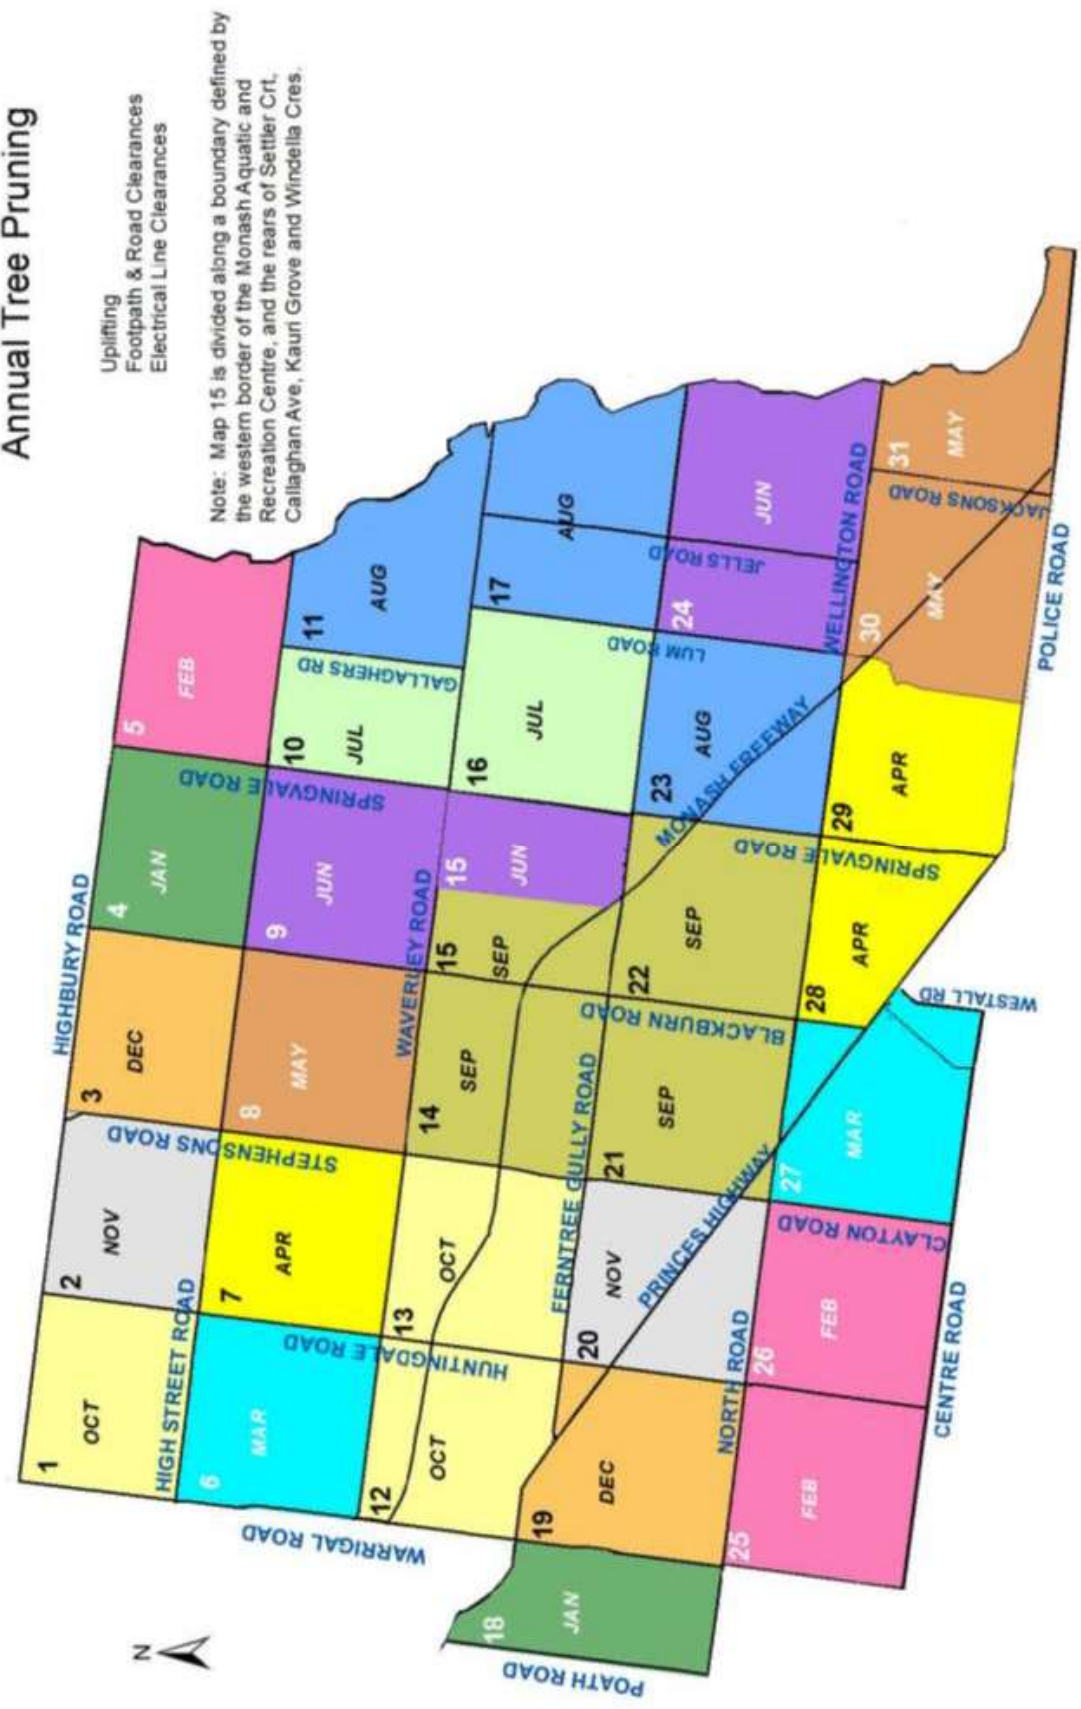 Annual Tree Pruning
Uplifting
Footpath & Road Clearances
Electrical Line Clearances
Note: Map 15 is divided along a boundary defined by
the western border of the Monash Aquatic and
Recreation Centre, and the rears of Settler Crt,
Callaghan Ave, Kauri Grove and Windella Cres.
N
HIGHBURY ROAD
1
OCT
2
NOV
3
DEC
4
JAN
5
FEB
HIGH STREET ROAD
STEPHENSONS ROAD
SPRINGVALE ROAD
6
MAR
7
APR
8
MAY
9
JUN
10
JUL
11
AUG
GALLAGHERS RD
WARRIGAL ROAD
HUNTINGDALE ROAD
WAVERLEY ROAD
12
OCT
13
OCT
14
SEP
15
SEP
15
JUN
16
JUL
17
AUG
FERNTREE GULLY ROAD
BLACKBURN ROAD
LUM ROAD
JELLS ROAD
18
JAN
19
DEC
20
NOV
21
SEP
22
SEP
23
AUG
24
JUN
POATH ROAD
PRINCES HIGHWAY
MONASH FREEWAY
SPRINGVALE ROAD
NORTH ROAD
WELLINGTON ROAD
25
FEB
26
FEB
27
MAR
28
APR
29
APR
30
MAY
31
MAY
CLAYTON ROAD
WESTALL RD
JACKSONS ROAD
CENTRE ROAD
POLICE ROAD